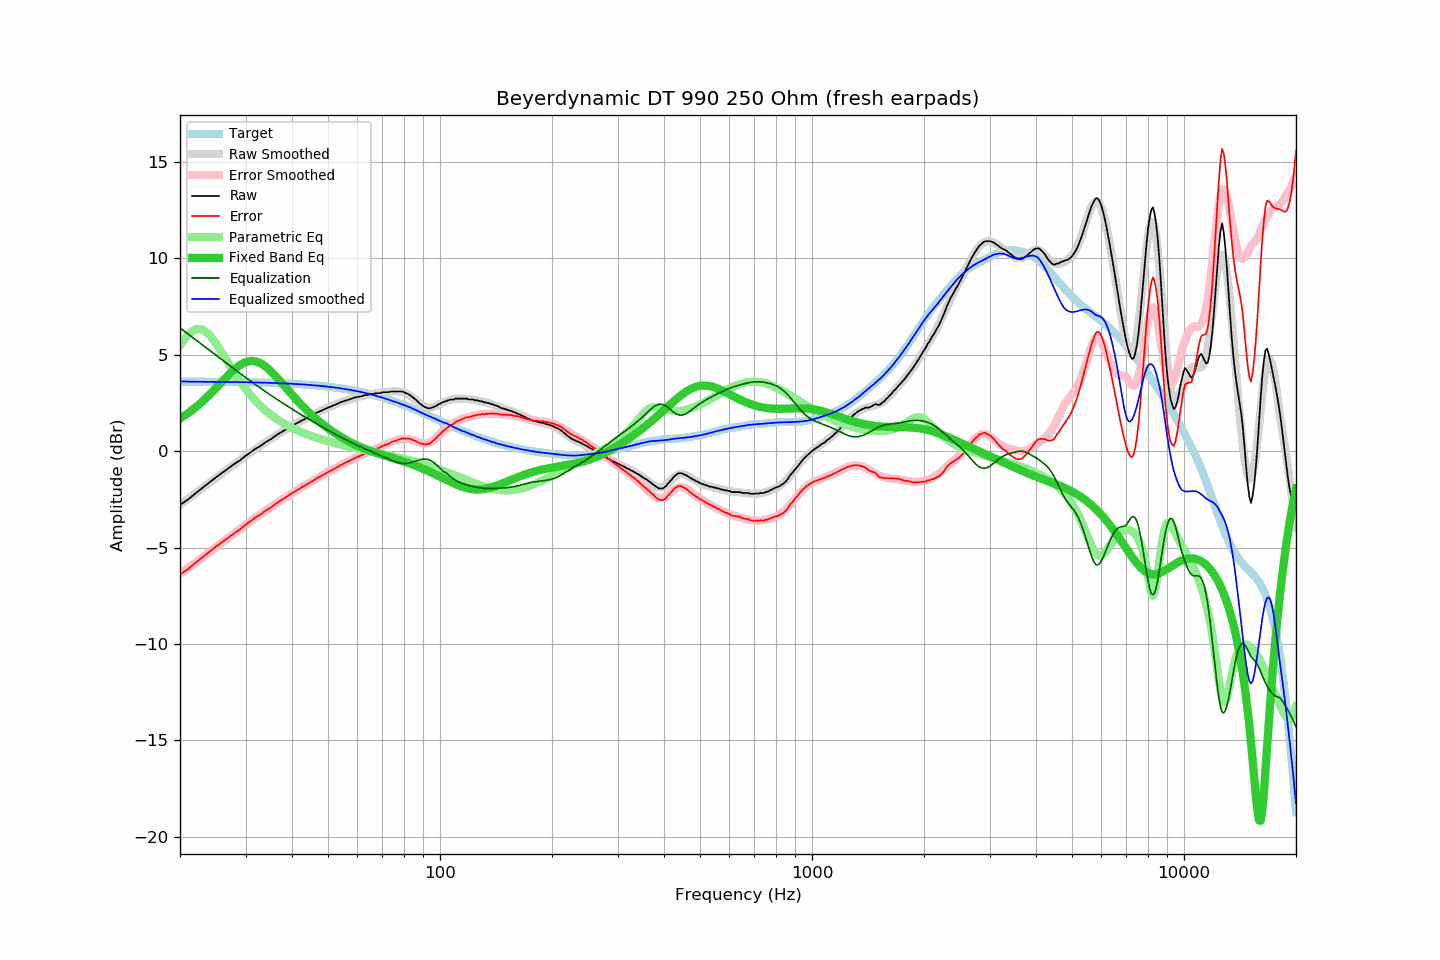 Beyerdynamic DT 990 250 Ohm (fresh earpads)
Target
Raw Smoothed
Error Smoothed
Raw
Error
Parametric Eq
Fixed Band Eq
Equalization
Equalized smoothed
15
10
5
0
−5
−10
−15
−20
Amplitude (dBr)
100
1000
10000
Frequency (Hz)